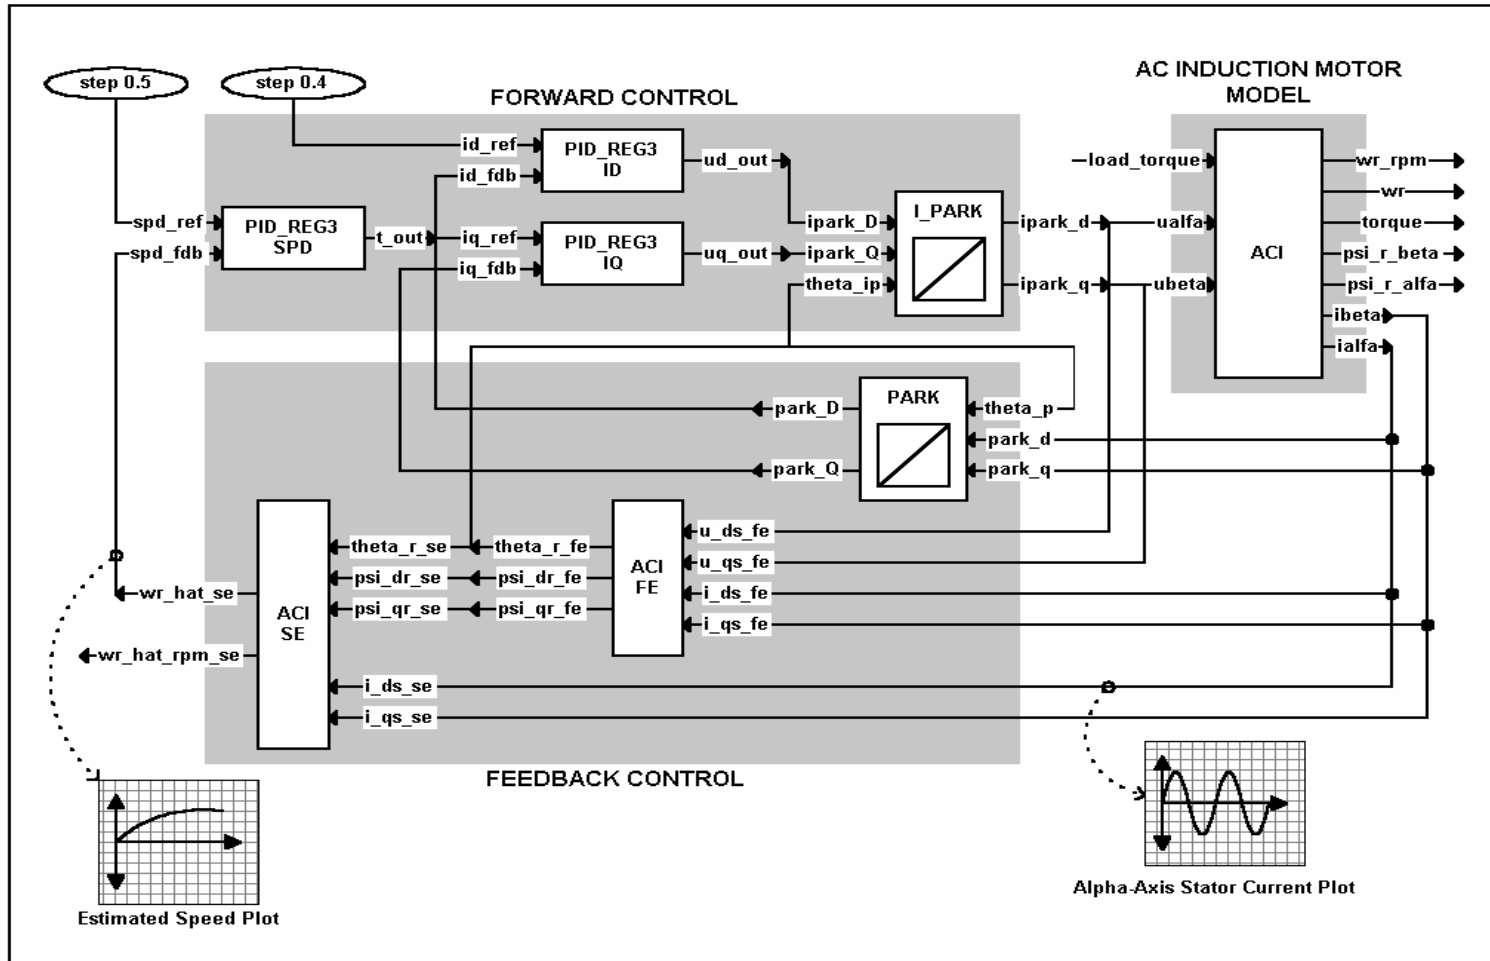 step 0.5
step 0.4
FORWARD CONTROL
AC INDUCTION MOTOR
MODEL
id_ref
id_fdb
PID_REG3
ID
ud_out
spd_ref
spd_fdb
PID_REG3
SPD
t_out
iq_ref
iq_fdb
PID_REG3
IQ
uq_out
ipark_D
ipark_Q
theta_ip
I_PARK
ipark_d
ipark_q
load_torque
ualfa
ubeta
ACI
wr_rpm
wr
torque
psi_r_beta
psi_r_alfa
ibeta
ialfa
park_D
park_Q
PARK
theta_p
park_d
park_q
wr_hat_se
wr_hat_rpm_se
ACI
SE
theta_r_se
psi_dr_se
psi_qr_se
theta_r_fe
psi_dr_fe
psi_qr_fe
ACI
FE
u_ds_fe
u_qs_fe
i_ds_fe
i_qs_fe
i_ds_se
i_qs_se
FEEDBACK CONTROL
Estimated Speed Plot
Alpha-Axis Stator Current Plot